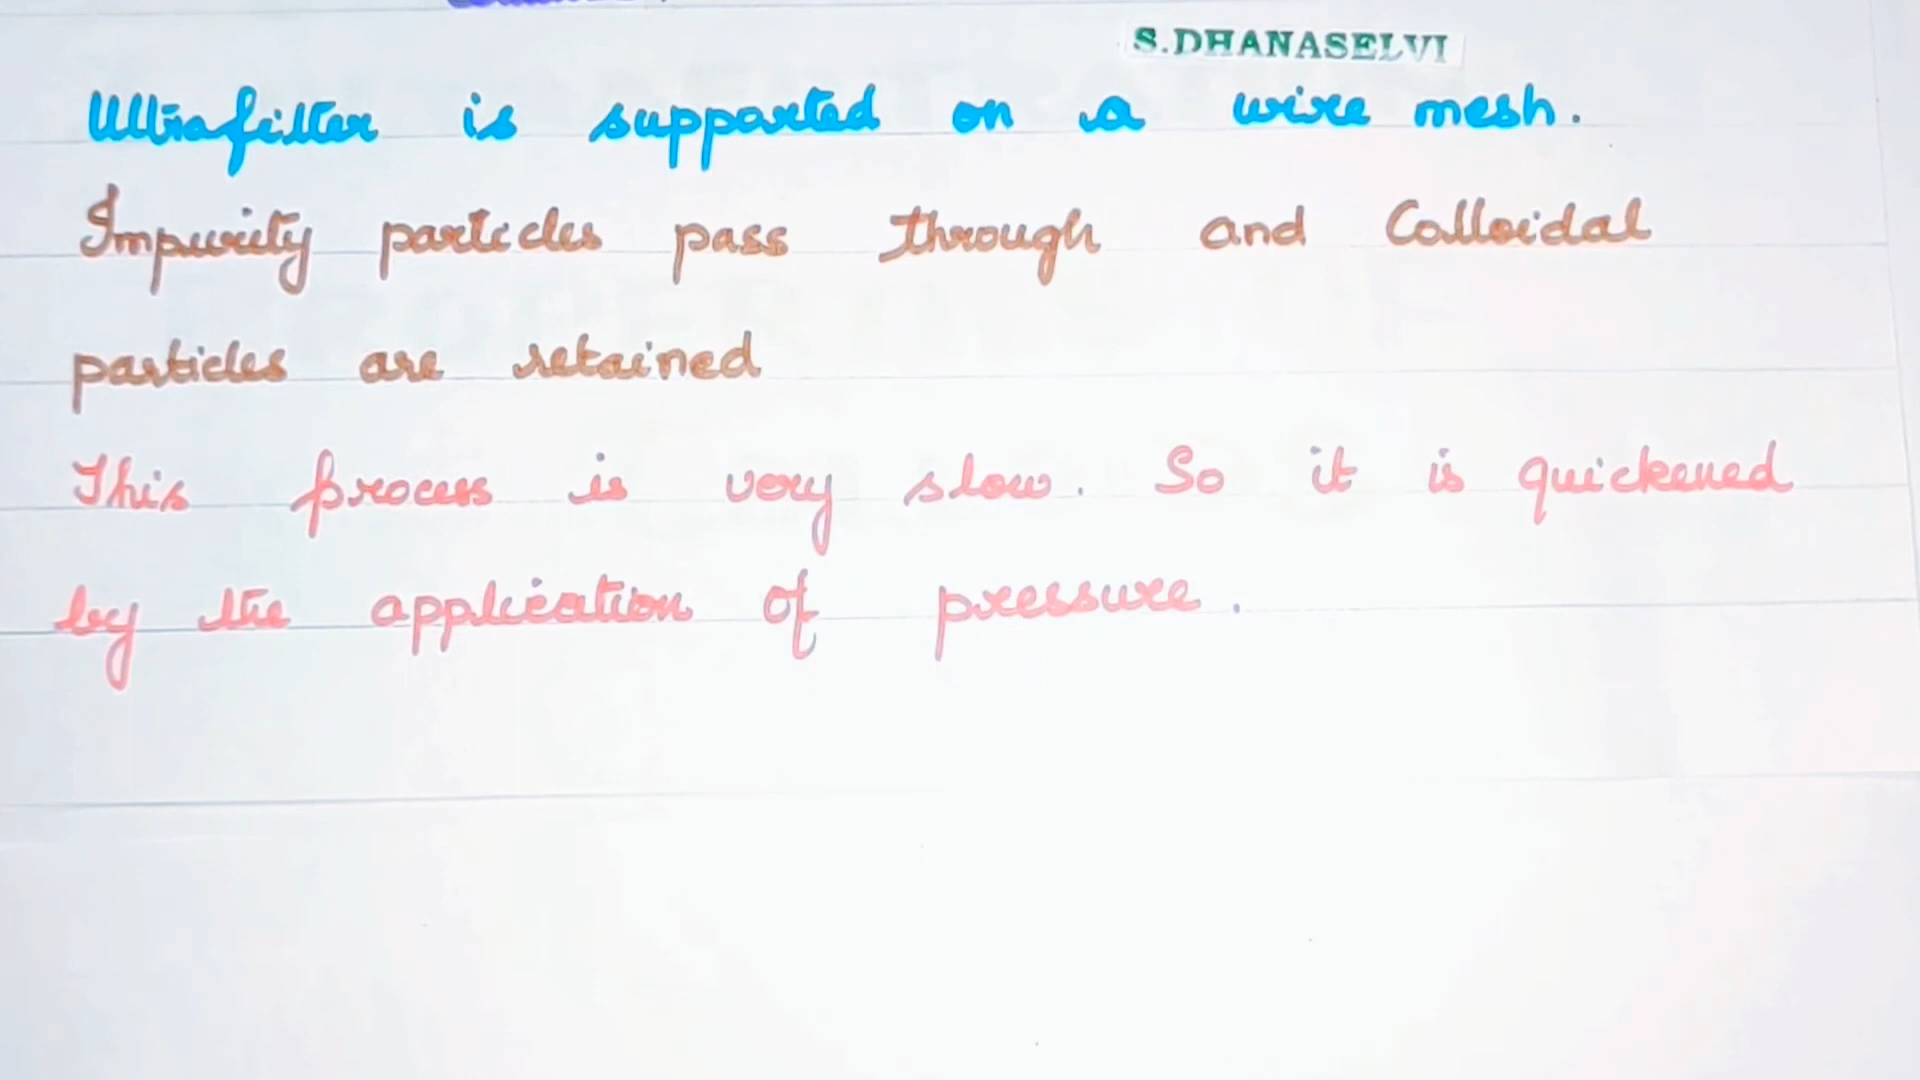 S.DHANASELVI
Ultrafilter is supported on a wire mesh.
Impurity particles pass through and Colloidal
particles are retained
This process is very slow. So it is quickened
by the application of pressure.